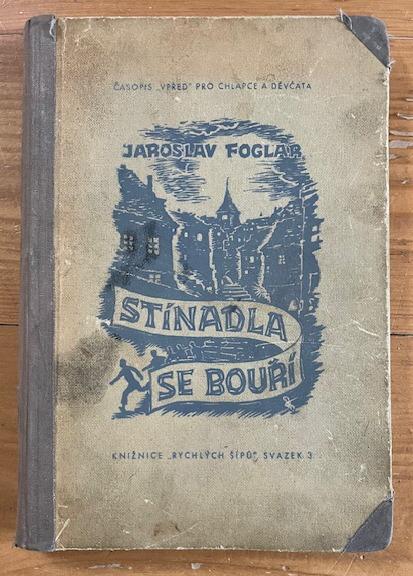 ČASOPIS „VPŘED" PRO CHLAPCE A DĚVČATA
JAROSLAV FOGLAR
STÍNADLA
SE BOUŘÍ
KNIŽNICE „RYCHLÝCH ŠÍPŮ", SVAZEK 3.